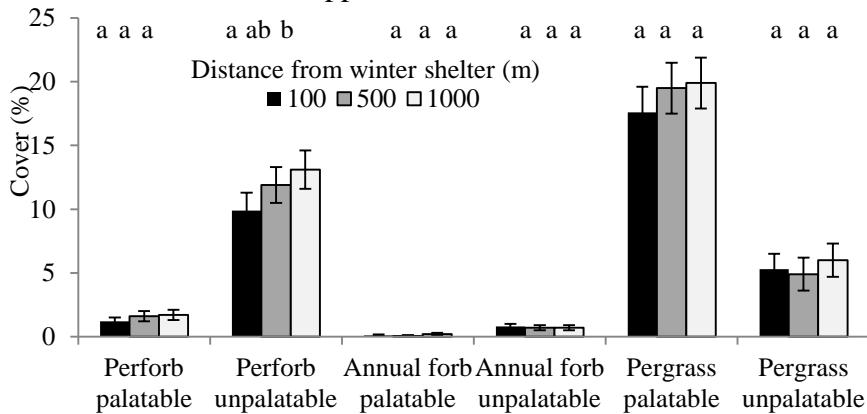 25
20
15
10
5
0
Cover (%)
a a a
a ab b
a a a
a a a
a a a
a a a
Distance from winter shelter (m)
100 500 1000
Perforb palatable
Perforb unpalatable
Annual forb palatable
Annual forb unpalatable
Pergrass palatable
Pergrass unpalatable